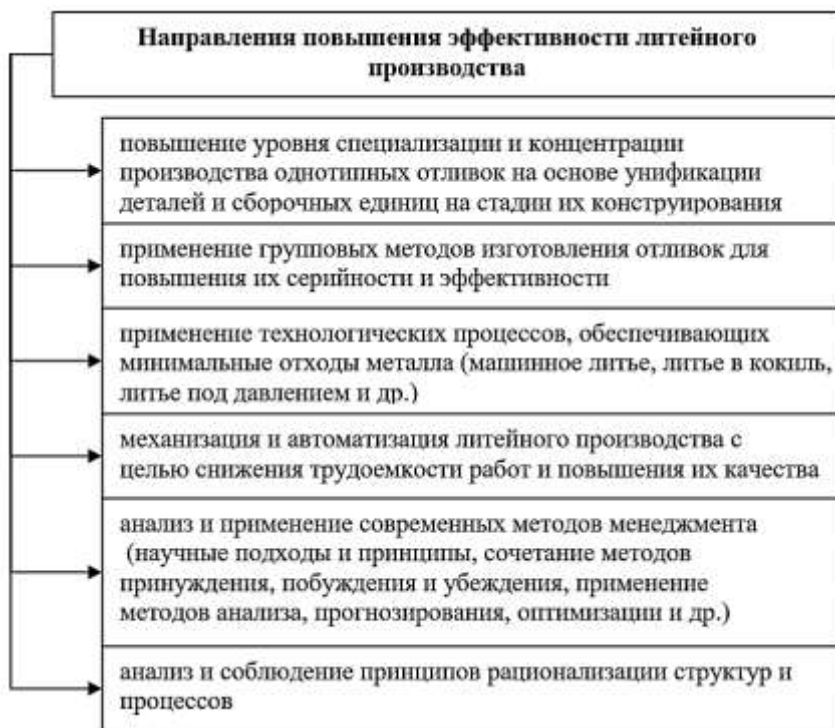 Направления повышения эффективности литейного
производства
повышение уровня специализации и концентрации
производства однотипных отливок на основе унификации
деталей и сборочных единиц на стадии их конструирования
применение групповых методов изготовления отливок для
повышения их серийности и эффективности
применение технологических процессов, обеспечивающих
минимальные отходы металла (машинное литье, литье в кокиль,
литье под давлением и др.)
механизация и автоматизация литейного производства с
целью снижения трудоемкости работ и повышения их качества
анализ и применение современных методов менеджмента
(научные подходы и принципы, сочетание методов
принуждения, побуждения и убеждения, применение
методов анализа, прогнозирования, оптимизации и др.)
анализ и соблюдение принципов рационализации структур и
процессов